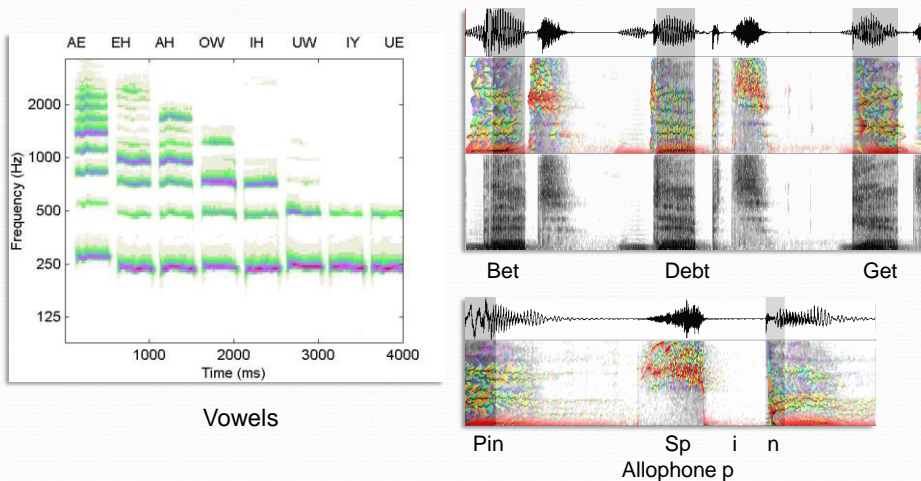 AE EH AH OW IH UW IY UE
2000
1000
500
250
125
Frequency (Hz)
1000 2000 3000 4000
Time (ms)
Vowels
Bet Debt Get
Pin Sp i n
Allophone p